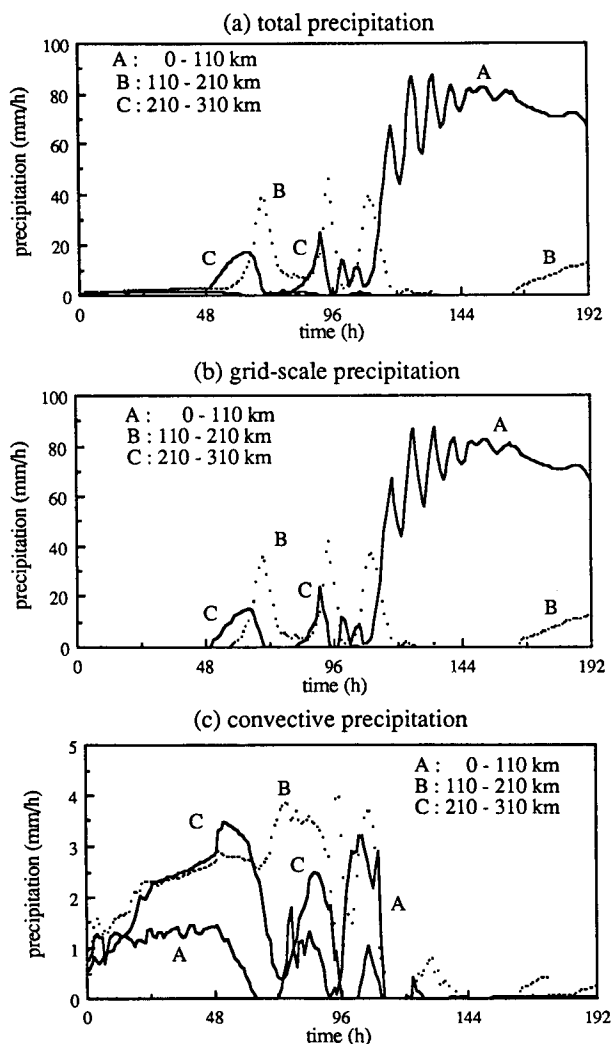 (a) total precipitation
A : 0 - 110 km
B : 110 - 210 km
C : 210 - 310 km
precipitation (mm/h)
100
80
60
40
20
0
A
B
C
C
B
0 48 96 144 192
time (h)
(b) grid-scale precipitation
A : 0 - 110 km
B : 110 - 210 km
C : 210 - 310 km
precipitation (mm/h)
100
80
60
40
20
0
A
B
C
C
B
0 48 96 144 192
time (h)
(c) convective precipitation
A : 0 - 110 km
B : 110 - 210 km
C : 210 - 310 km
precipitation (mm/h)
5
4
3
2
1
0
B
C
C
A
A
0 48 96 144 192
time (h)